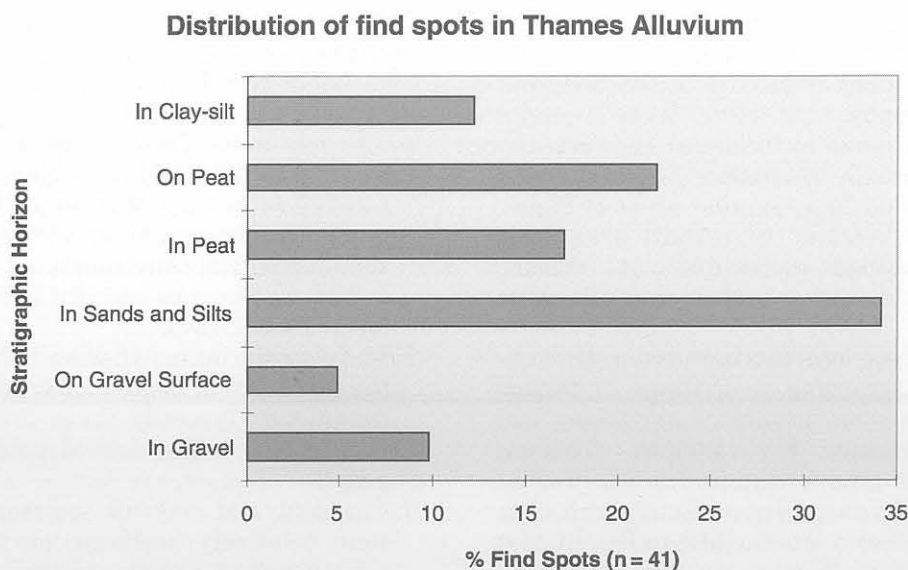 Distribution of find spots in Thames Alluvium
Stratigraphic Horizon
In Clay-silt
On Peat
In Peat
In Sands and Silts
On Gravel Surface
In Gravel
0 5 10 15 20 25 30 35
% Find Spots (n = 41)